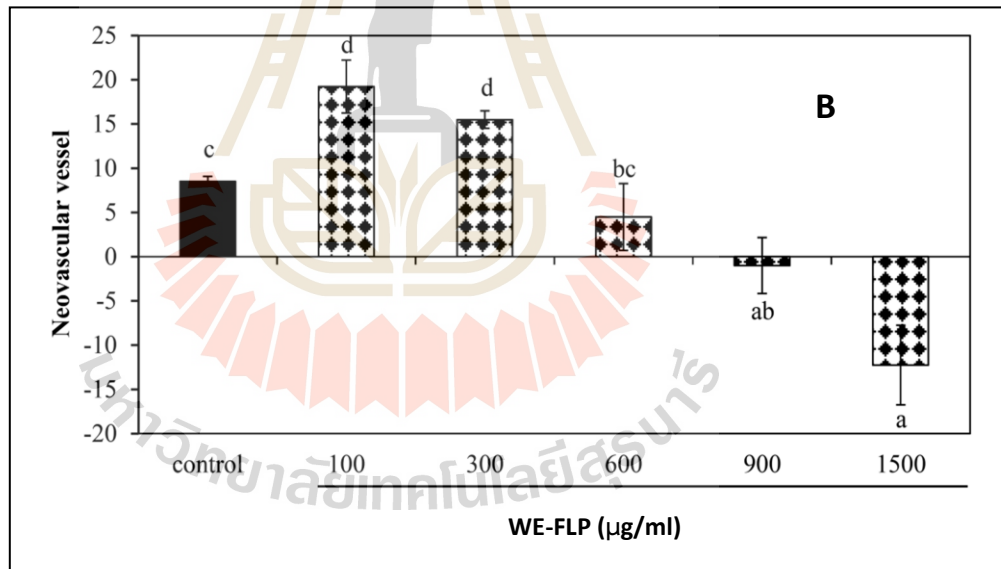 25
20
15
10
5
0
-5
-10
-15
-20
Neovascular vessel
B
c
d
d
bc
ab
a
control 100 300 600 900 1500
WE-FLP (µg/ml)
มหาวิทยาลัยเทคโนโลยีสุรนารี